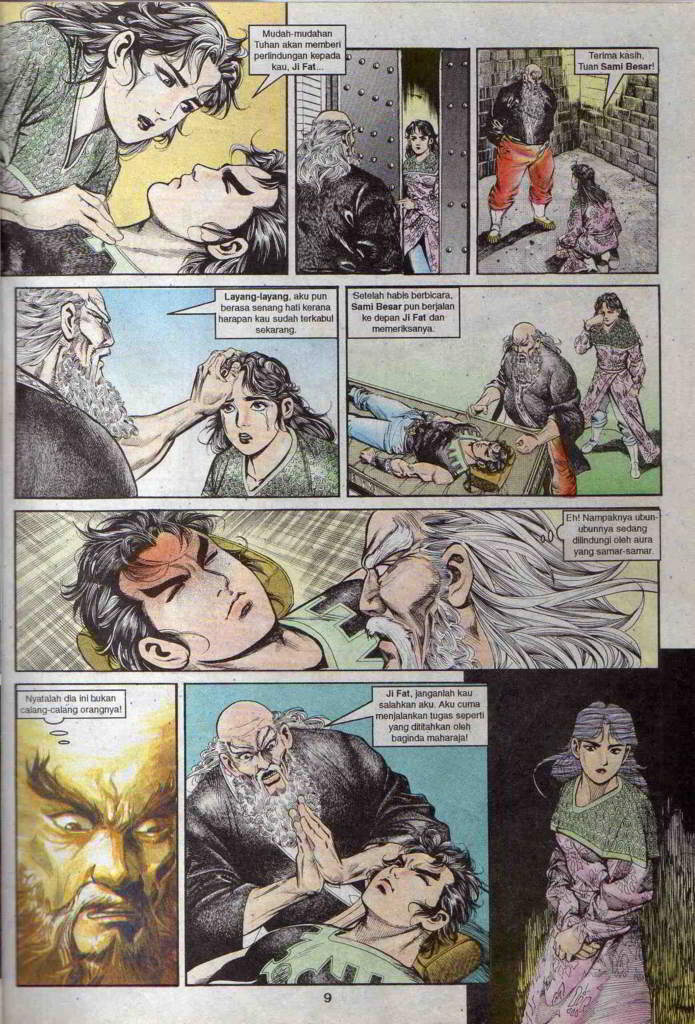 Mudah-mudahan
Tuhan akan memberi
perlindungan kepada
kau, Ji Fat...
Terima kasih,
Tuan Sami Besar!
Layang-layang, aku pun
berasa senang hati kerana
harapan kau sudah terkabul
sekarang.
Setelah habis berbicara,
Sami Besar pun berjalan
ke depan Ji Fat dan
memeriksanya.
Eh! Nampaknya ubun-
ubunnya sedang
dilindungi oleh aura
yang samar-samar.
Nyatalah dia ini bukan
calang-calang orangnya!
Ji Fat, janganlah kau
salahkan aku. Aku cuma
menjalankan tugas seperti
yang dititahkan oleh
baginda maharaja!
9